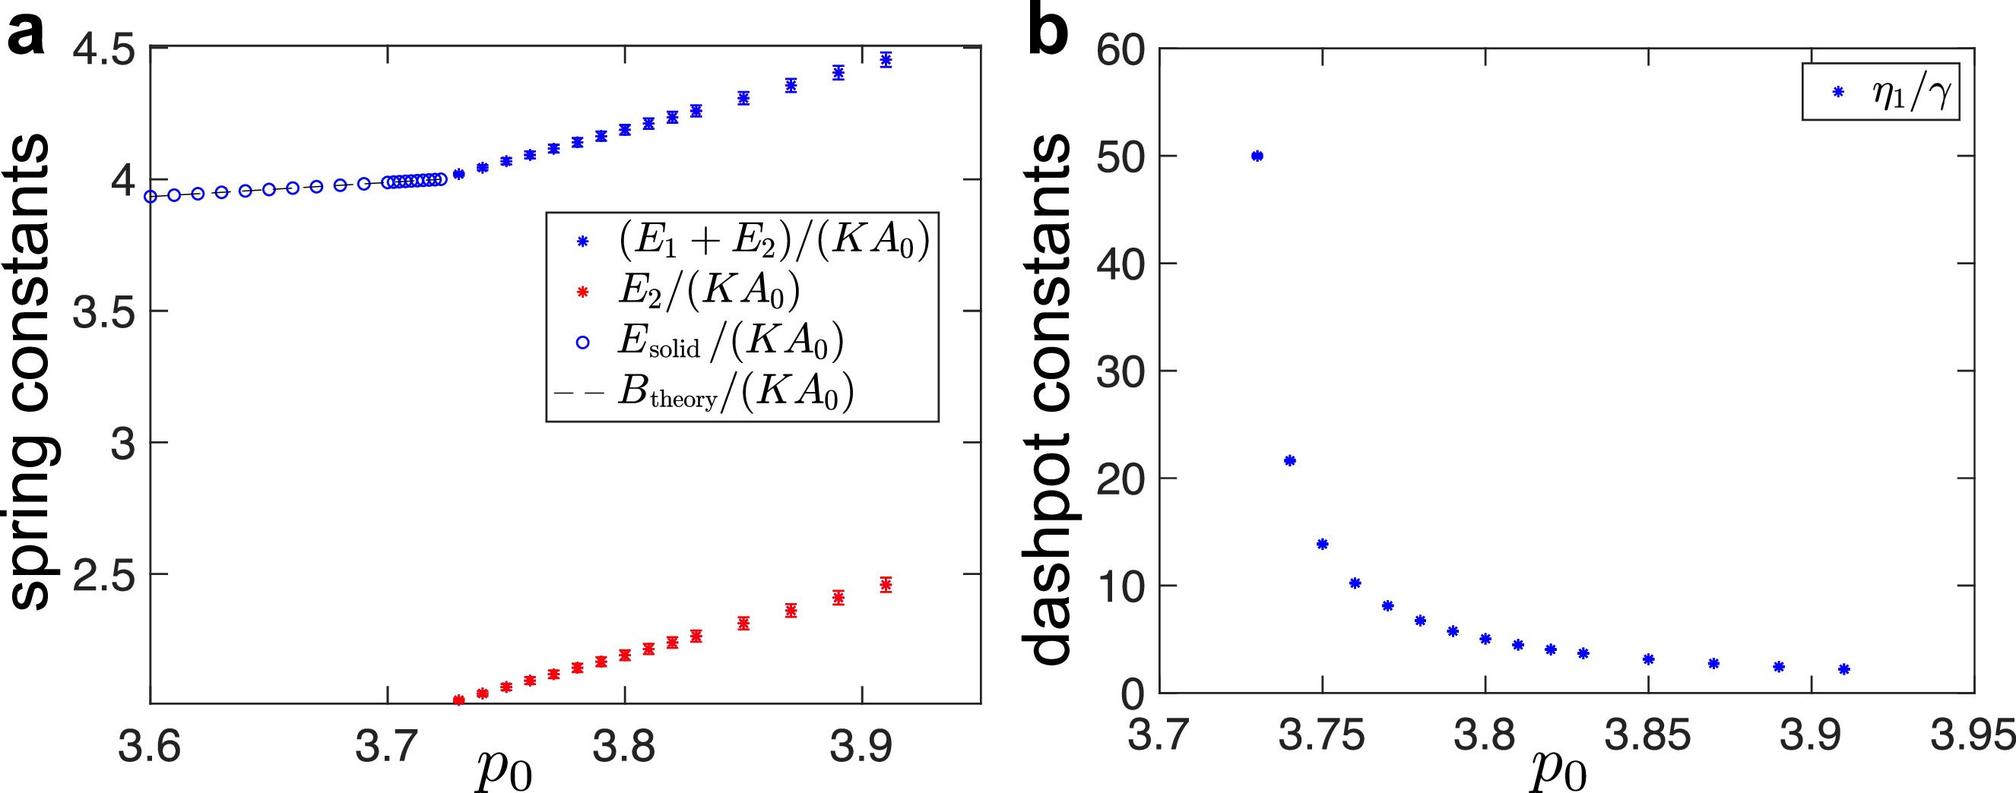 a
spring constants
4.5
4
3.5
3
2.5
3.6 3.7 3.8 3.9
p₀
(E₁ + E₂)/(KA₀)
E₂/(KA₀)
E_solid/(KA₀)
B_theory/(KA₀)
b
dashpot constants
60
50
40
30
20
10
0
3.7 3.75 3.8 3.85 3.9 3.95
p₀
η₁/γ